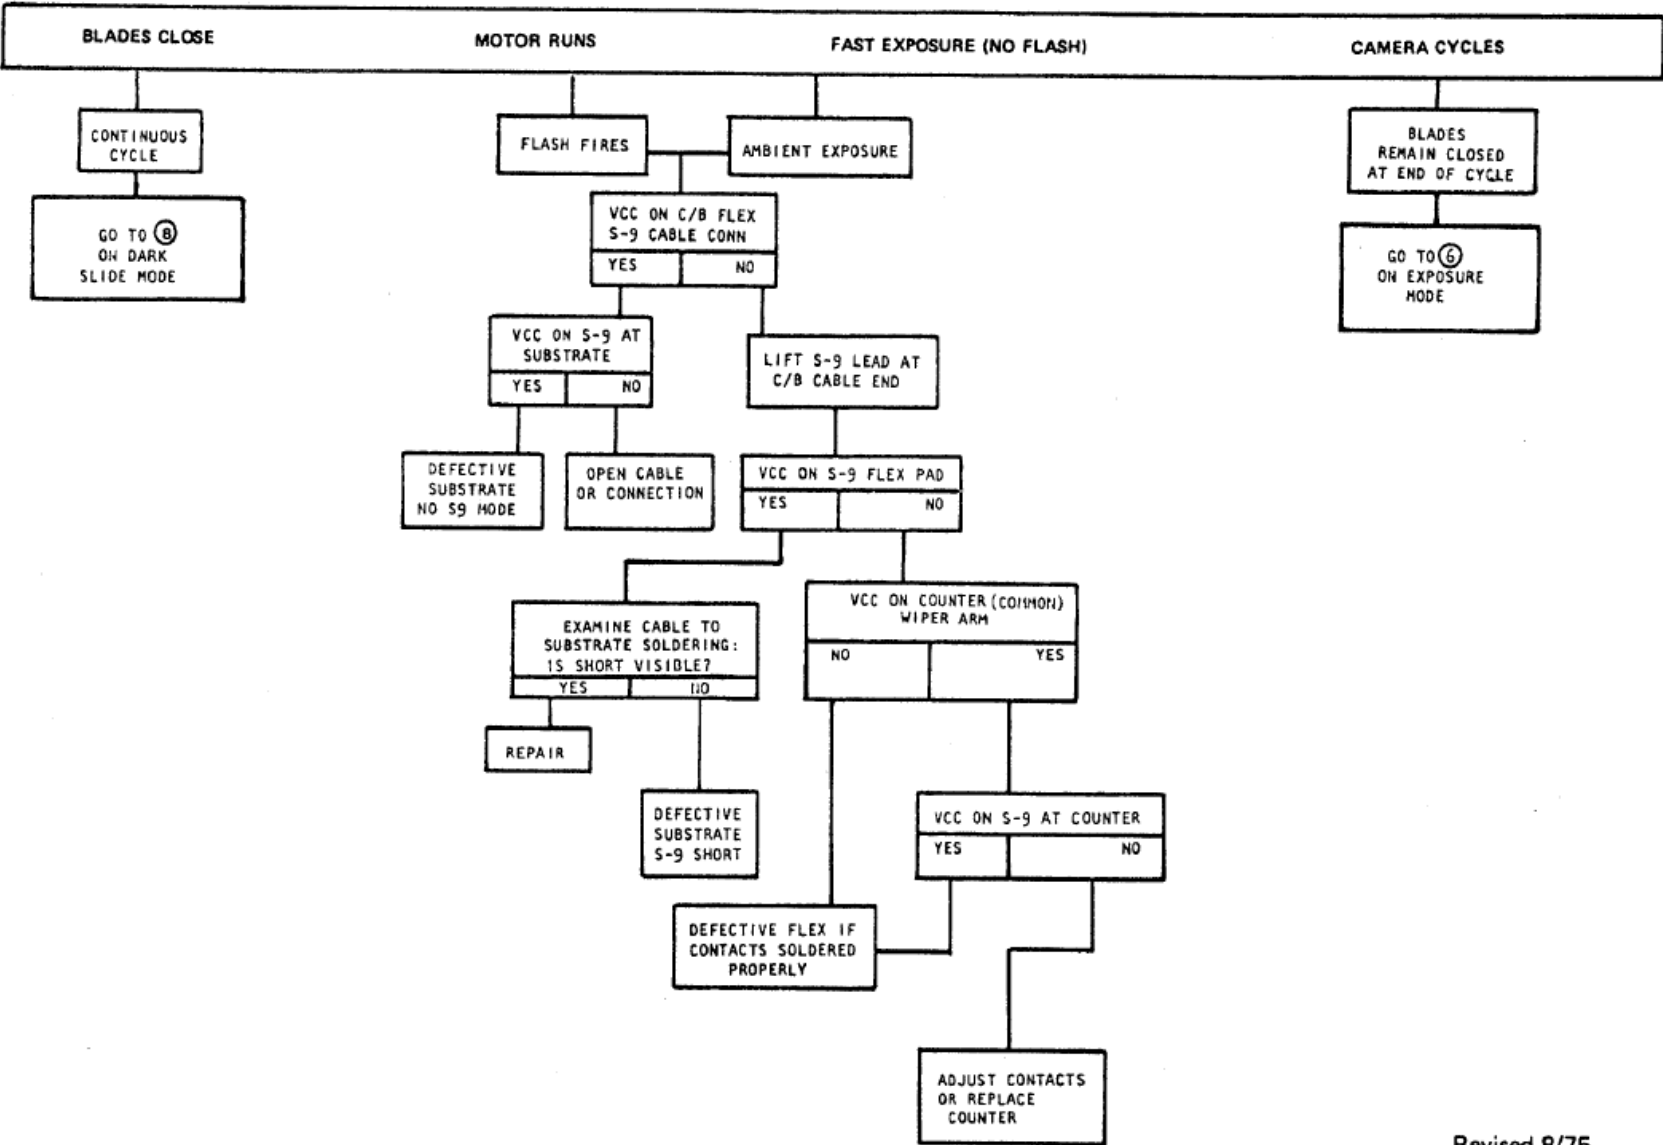 BLADES CLOSE MOTOR RUNS FAST EXPOSURE (NO FLASH) CAMERA CYCLES
CONTINUOUS
CYCLE
GO TO 8
ON DARK
SLIDE MODE
FLASH FIRES
AMBIENT EXPOSURE
BLADES
REMAIN CLOSED
AT END OF CYCLE
GO TO 6
ON EXPOSURE
MODE
VCC ON C/B FLEX
S-9 CABLE CONN
YES NO
VCC ON S-9 AT
SUBSTRATE
YES NO
LIFT S-9 LEAD AT
C/B CABLE END
DEFECTIVE
SUBSTRATE
NO S9 MODE
OPEN CABLE
OR CONNECTION
VCC ON S-9 FLEX PAD
YES NO
EXAMINE CABLE TO
SUBSTRATE SOLDERING:
IS SHORT VISIBLE?
YES NO
VCC ON COUNTER (COMMON)
WIPER ARM
NO YES
REPAIR
DEFECTIVE
SUBSTRATE
S-9 SHORT
VCC ON S-9 AT COUNTER
YES NO
DEFECTIVE FLEX IF
CONTACTS SOLDERED
PROPERLY
ADJUST CONTACTS
OR REPLACE
COUNTER
Revised 8/75